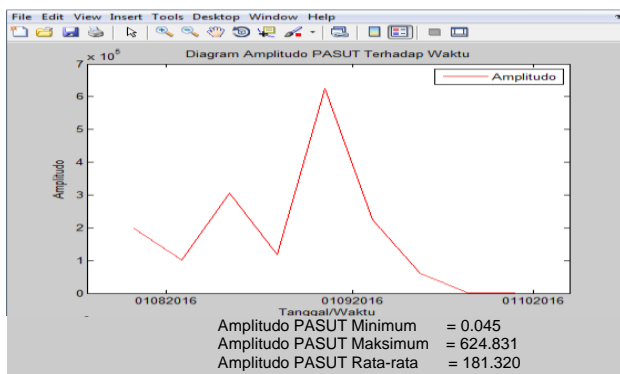 File Edit View Insert Tools Desktop Window Help
Diagram Amplitudo PASUT Terhadap Waktu
× 10⁵
7
6
5
4
3
2
1
0
Amplitudo
Amplitudo
01082016 01092016 01102016
Tanggal/Waktu
Amplitudo PASUT Minimum = 0.045
Amplitudo PASUT Maksimum = 624.831
Amplitudo PASUT Rata-rata = 181.320